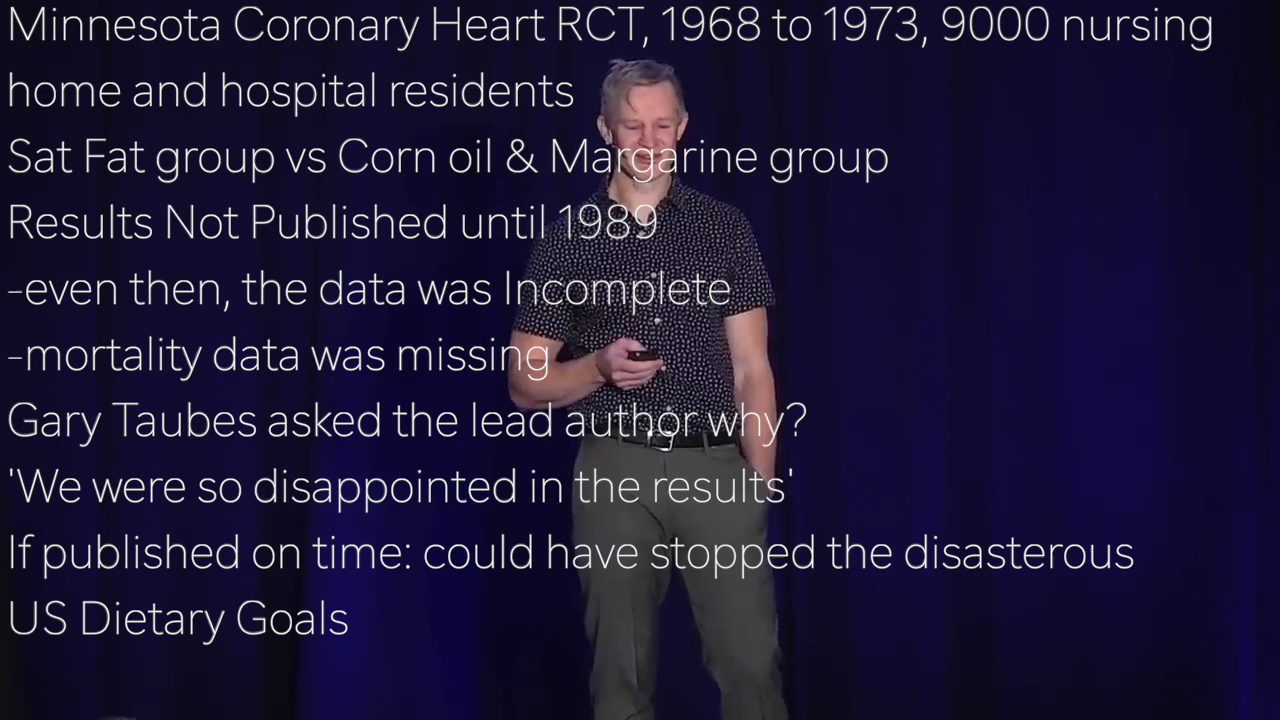 Minnesota Coronary Heart RCT, 1968 to 1973, 9000 nursing
home and hospital residents
Sat Fat group vs Corn oil & Margarine group
Results Not Published until 1989
-even then, the data was Incomplete
-mortality data was missing
Gary Taubes asked the lead author why?
'We were so disappointed in the results'
If published on time: could have stopped the disasterous
US Dietary Goals